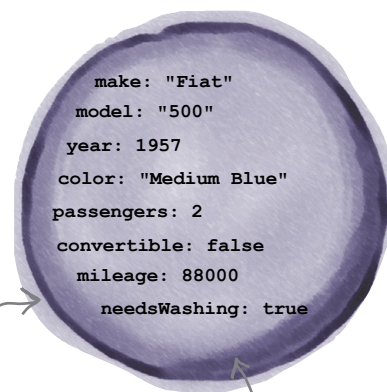 make: "Fiat"
model: "500"
year: 1957
color: "Medium Blue"
passengers: 2
convertible: false
mileage: 88000
needsWashing: true